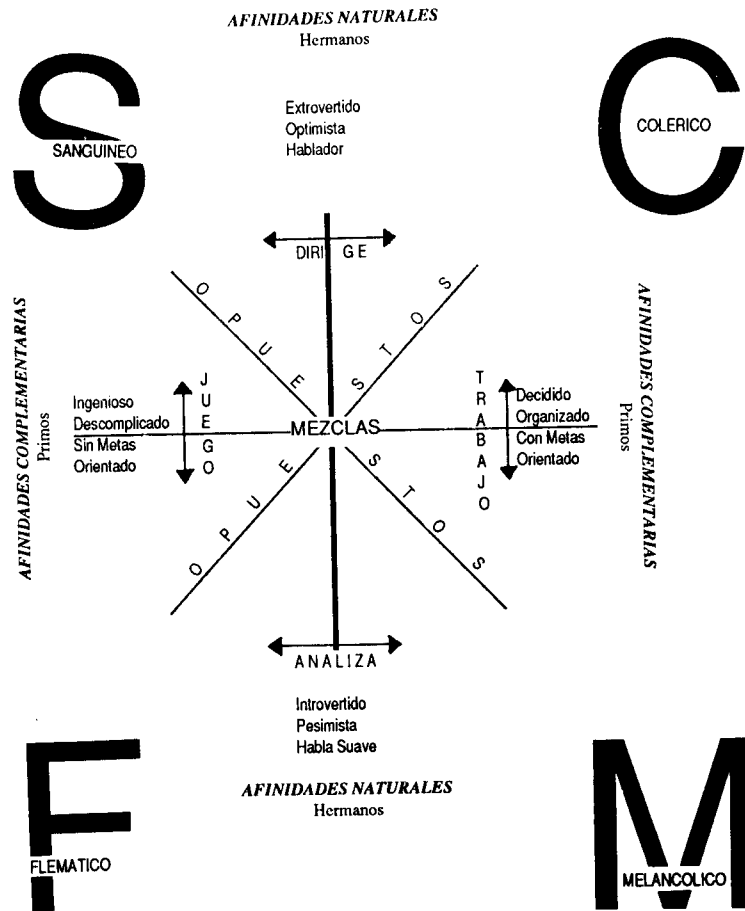 AFINIDADES NATURALES
Hermanos
S
SANGUINEO
C
COLERICO
Extrovertido
Optimista
Hablador
DIRIGE
OPUESTOS
OPUESTOS
AFINIDADES COMPLEMENTARIAS
Primos
Ingenioso
Descomplicado
Sin Metas
Orientado
JUEGO
MEZCLAS
TRABAJO
Decidido
Organizado
Con Metas
Orientado
AFINIDADES COMPLEMENTARIAS
Primos
ANALIZA
Introvertido
Pesimista
Habla Suave
AFINIDADES NATURALES
Hermanos
F
FLEMATICO
M
MELANCOLICO